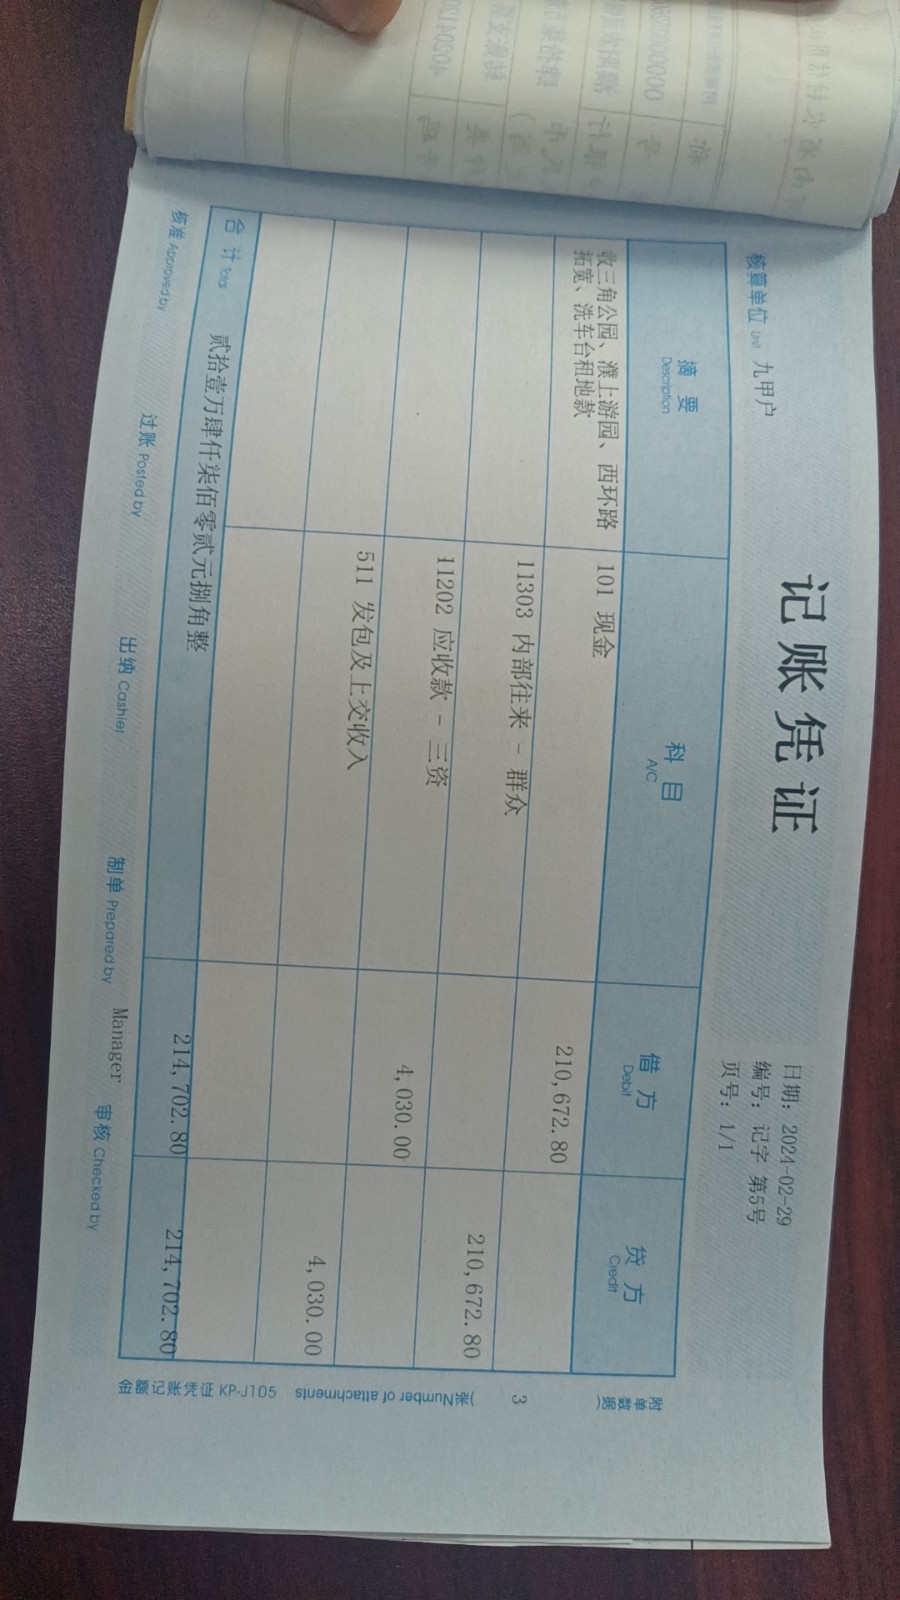 记账凭证
日期: 2024-02-29
编号: 记字 第5号
页号: 1/1
核算单位 Unit 九甲户
摘要 Description 科目 A/C 借方 Debit 贷方 Credit
收三角公园、濮上游园、西环路 101 现金 210,672.80
拓宽、洗车台租地款
11303 内部往来 - 群众 210,672.80
11202 应收款 - 三资 4,030.00
511 发包及上交收入 4,030.00
合计 Total 贰拾壹万肆仟柒佰零贰元捌角整 214,702.80 214,702.80
核准 Approved by 过账 Posted by 出纳 Cashier 制单 Prepared by Manager 审核 Checked by
附单数据( 3 )张Number of attachments
金额记账凭证 KP-J105